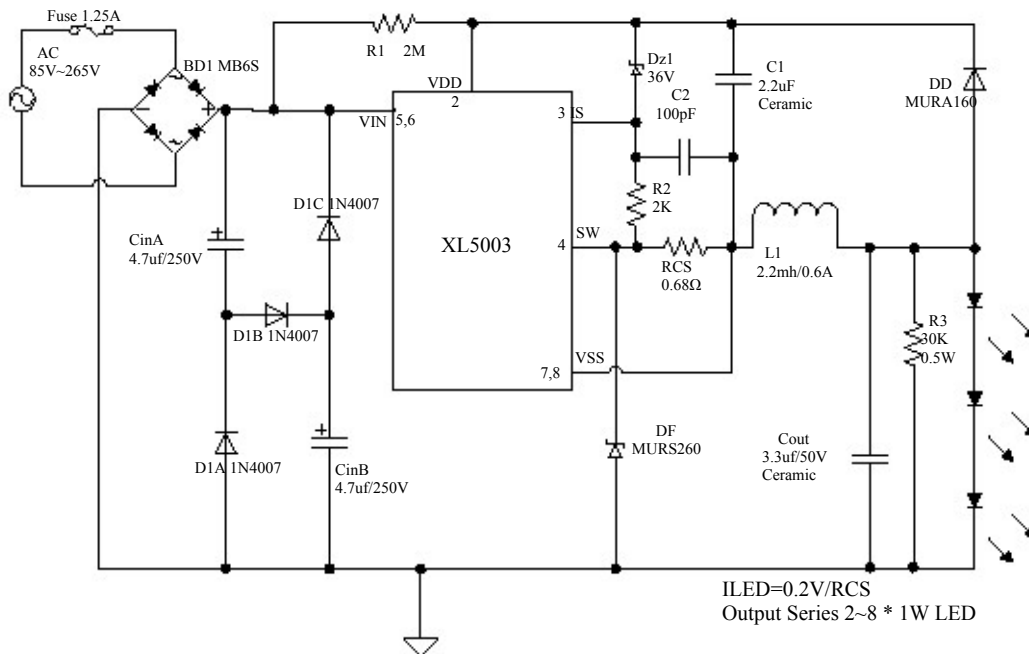 Fuse 1.25A
AC
85V~265V
BD1 MB6S
R1 2M
VDD
2
VIN
5,6
3
IS
Dz1
36V
C2
100pF
C1
2.2uF
Ceramic
DD
MURA160
R2
2K
XL5003
4
SW
RCS
0.68Ω
L1
2.2mh/0.6A
VSS
7,8
D1C 1N4007
CinA
4.7uf/250V
D1B 1N4007
D1A 1N4007
CinB
4.7uf/250V
DF
MURS260
R3
30K
0.5W
Cout
3.3uf/50V
Ceramic
ILED=0.2V/RCS
Output Series 2~8 * 1W LED